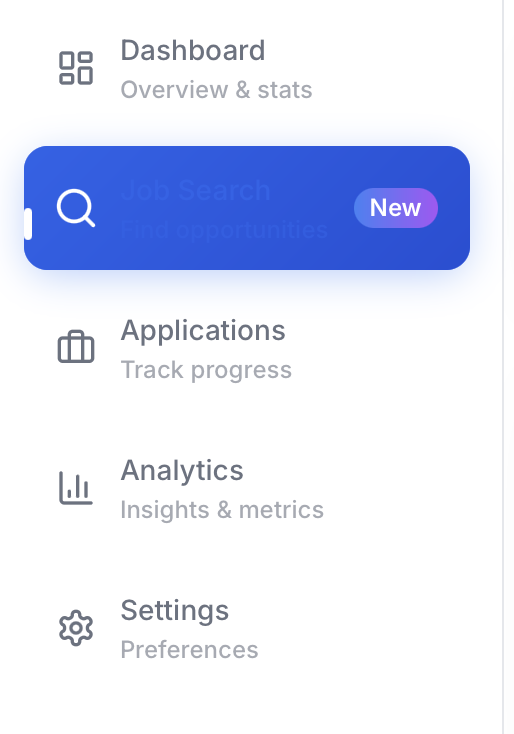 Dashboard
Overview & stats
Job Search
Find opportunities
New
Applications
Track progress
Analytics
Insights & metrics
Settings
Preferences